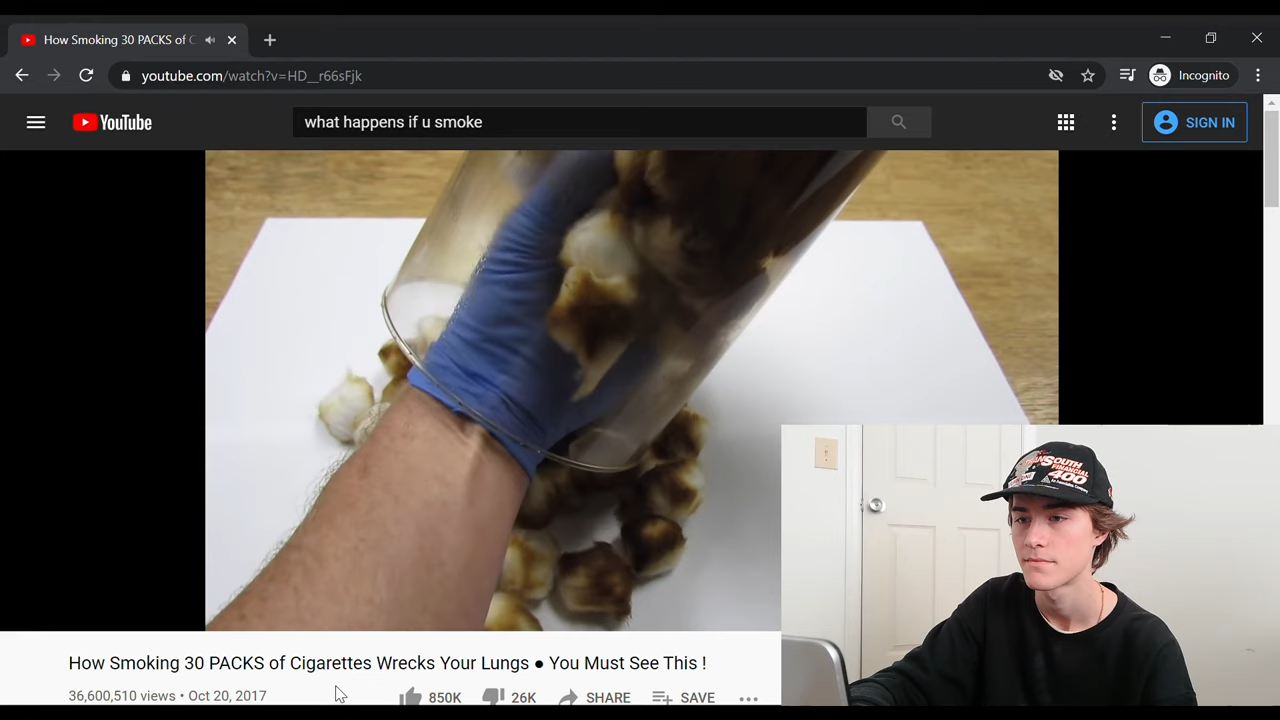 How Smoking 30 PACKS of C
youtube.com/watch?v=HD__r66sFjk
Incognito
YouTube
what happens if u smoke
SIGN IN
SOUTH
FINANCIAL
400
How Smoking 30 PACKS of Cigarettes Wrecks Your Lungs ● You Must See This !
36,600,510 views • Oct 20, 2017
850K
26K
SHARE
SAVE